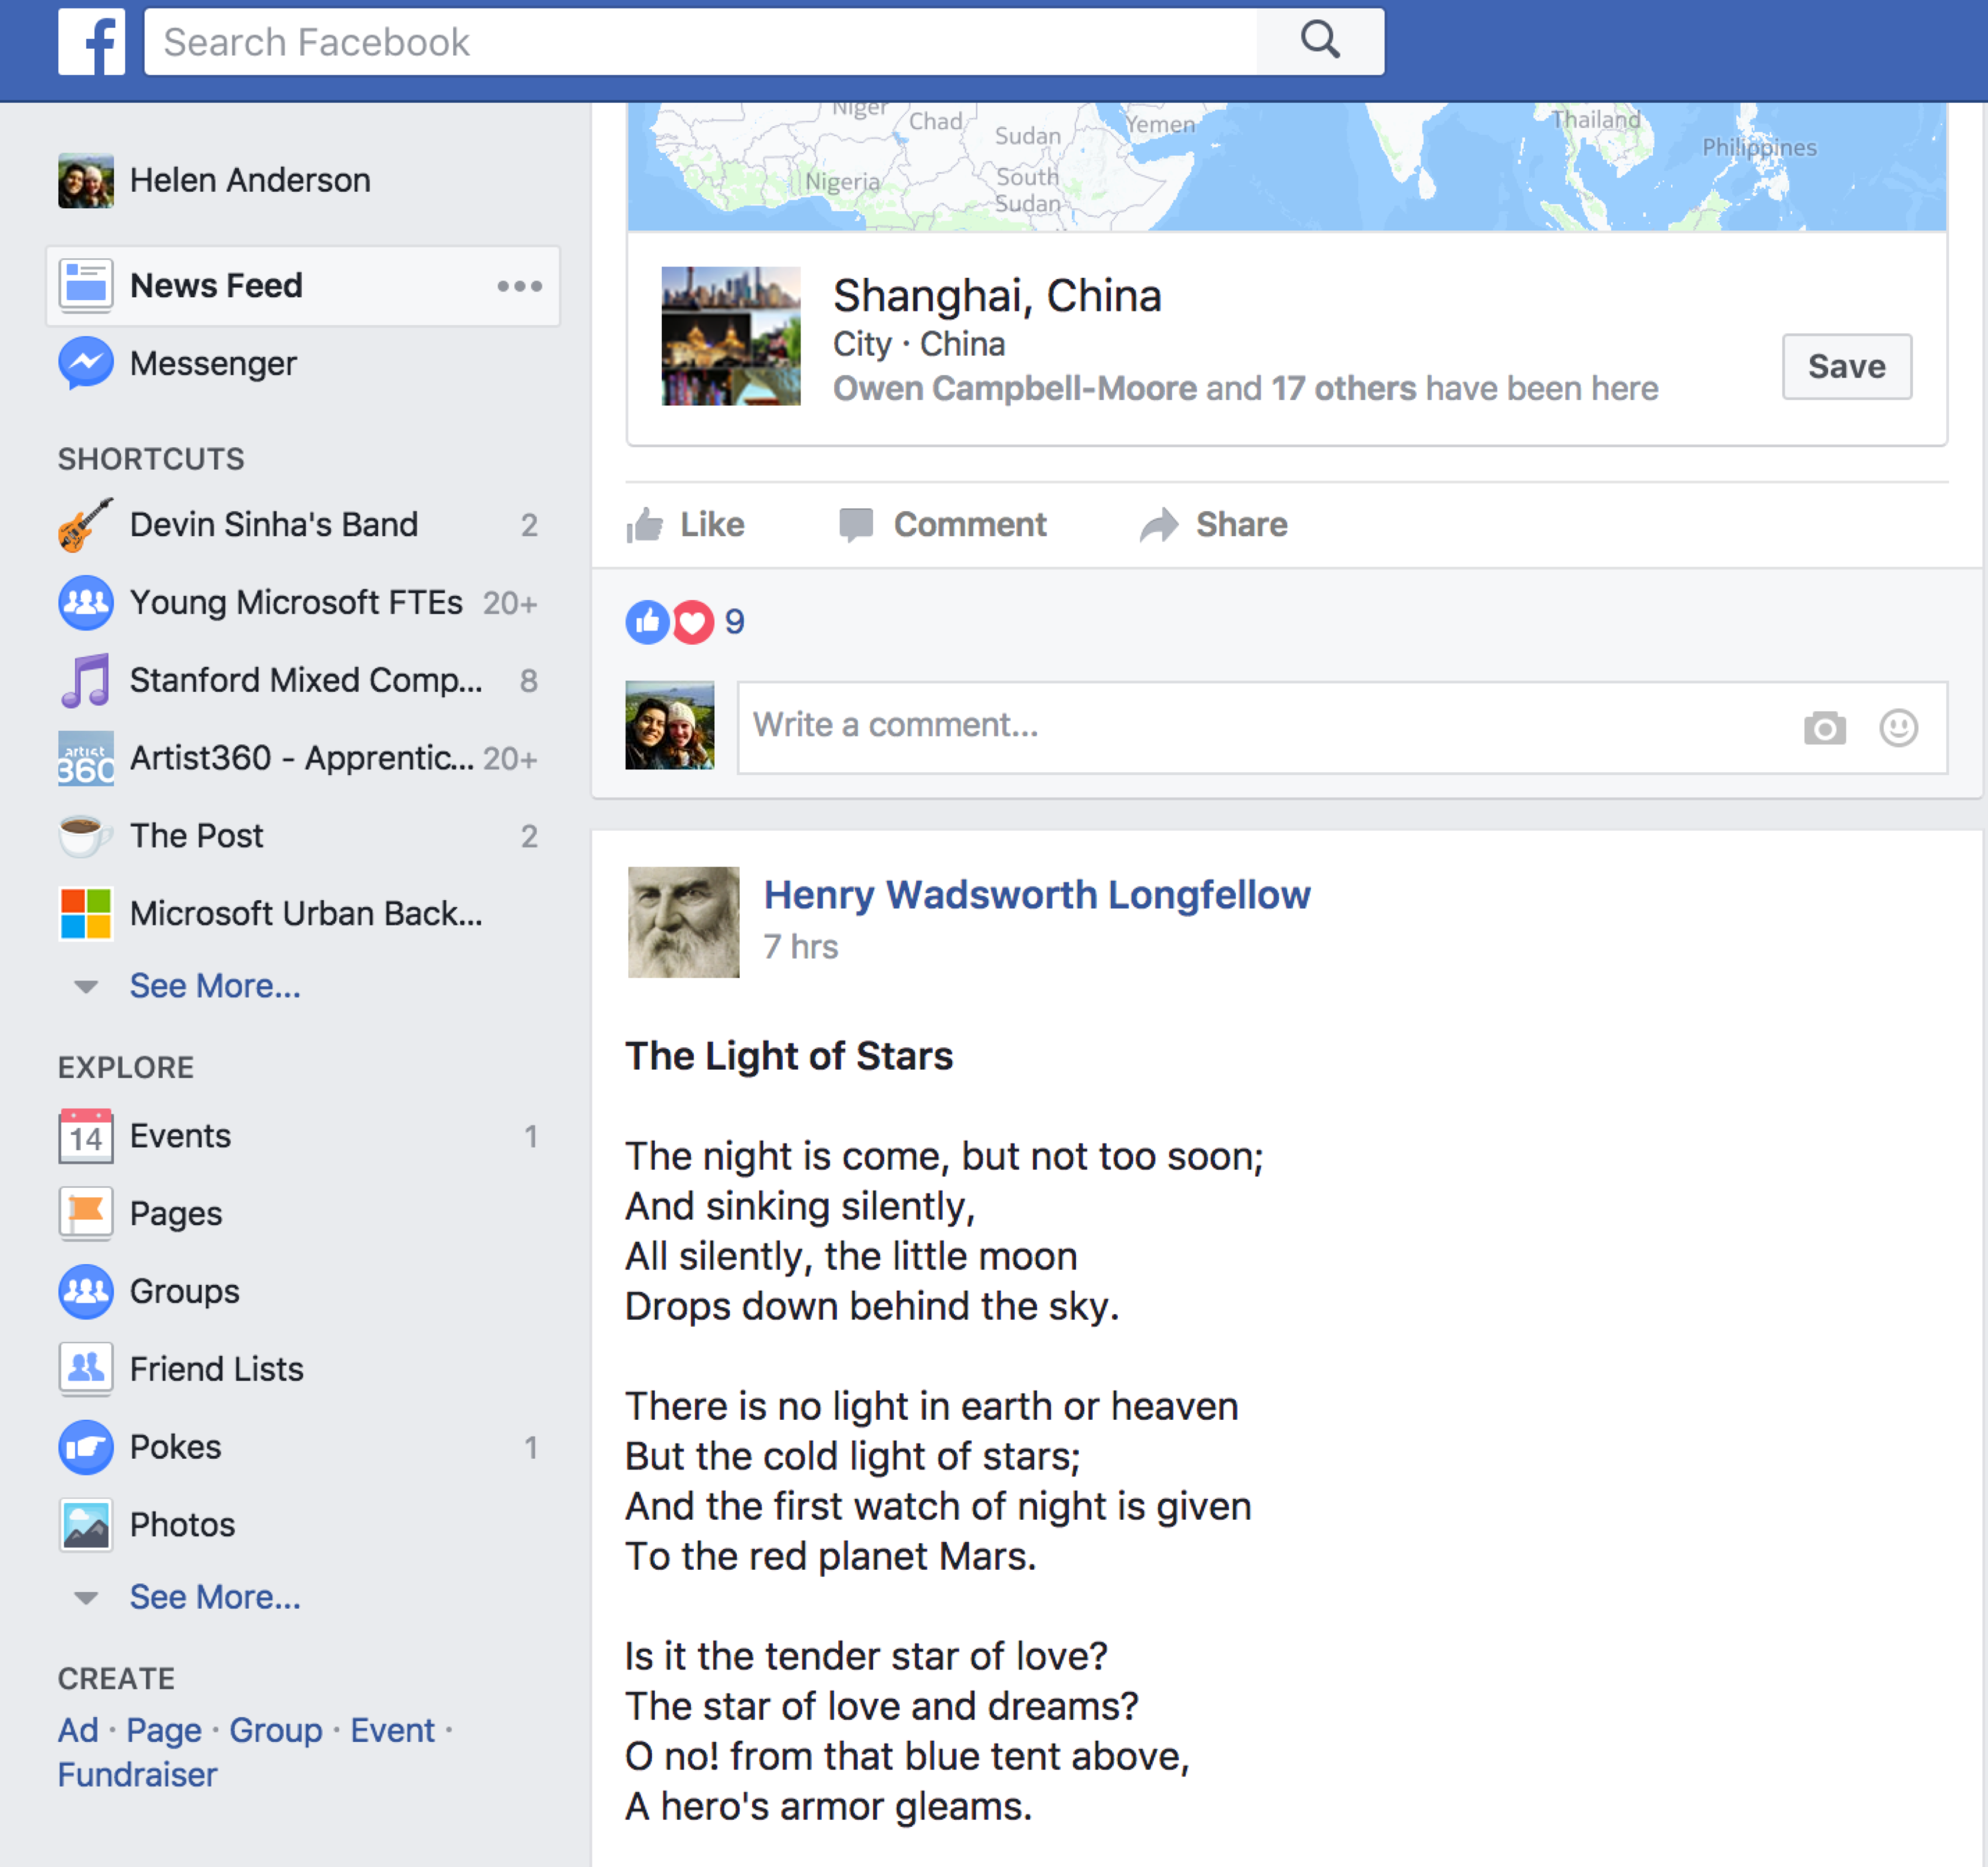 f
Search Facebook
Helen Anderson
News Feed
Messenger
SHORTCUTS
Devin Sinha's Band 2
Young Microsoft FTEs 20+
Stanford Mixed Comp... 8
artist 360
Artist360 - Apprentic... 20+
The Post 2
Microsoft Urban Back...
See More...
EXPLORE
14
Events 1
Pages
Groups
Friend Lists
Pokes 1
Photos
See More...
CREATE
Ad · Page · Group · Event ·
Fundraiser
Niger
Chad
Sudan
Yemen
Thailand
Philippines
Nigeria
South
Sudan
Shanghai, China
City · China
Owen Campbell-Moore and 17 others have been here
Save
Like Comment Share
9
Write a comment...
Henry Wadsworth Longfellow
7 hrs
The Light of Stars
The night is come, but not too soon;
And sinking silently,
All silently, the little moon
Drops down behind the sky.
There is no light in earth or heaven
But the cold light of stars;
And the first watch of night is given
To the red planet Mars.
Is it the tender star of love?
The star of love and dreams?
O no! from that blue tent above,
A hero's armor gleams.